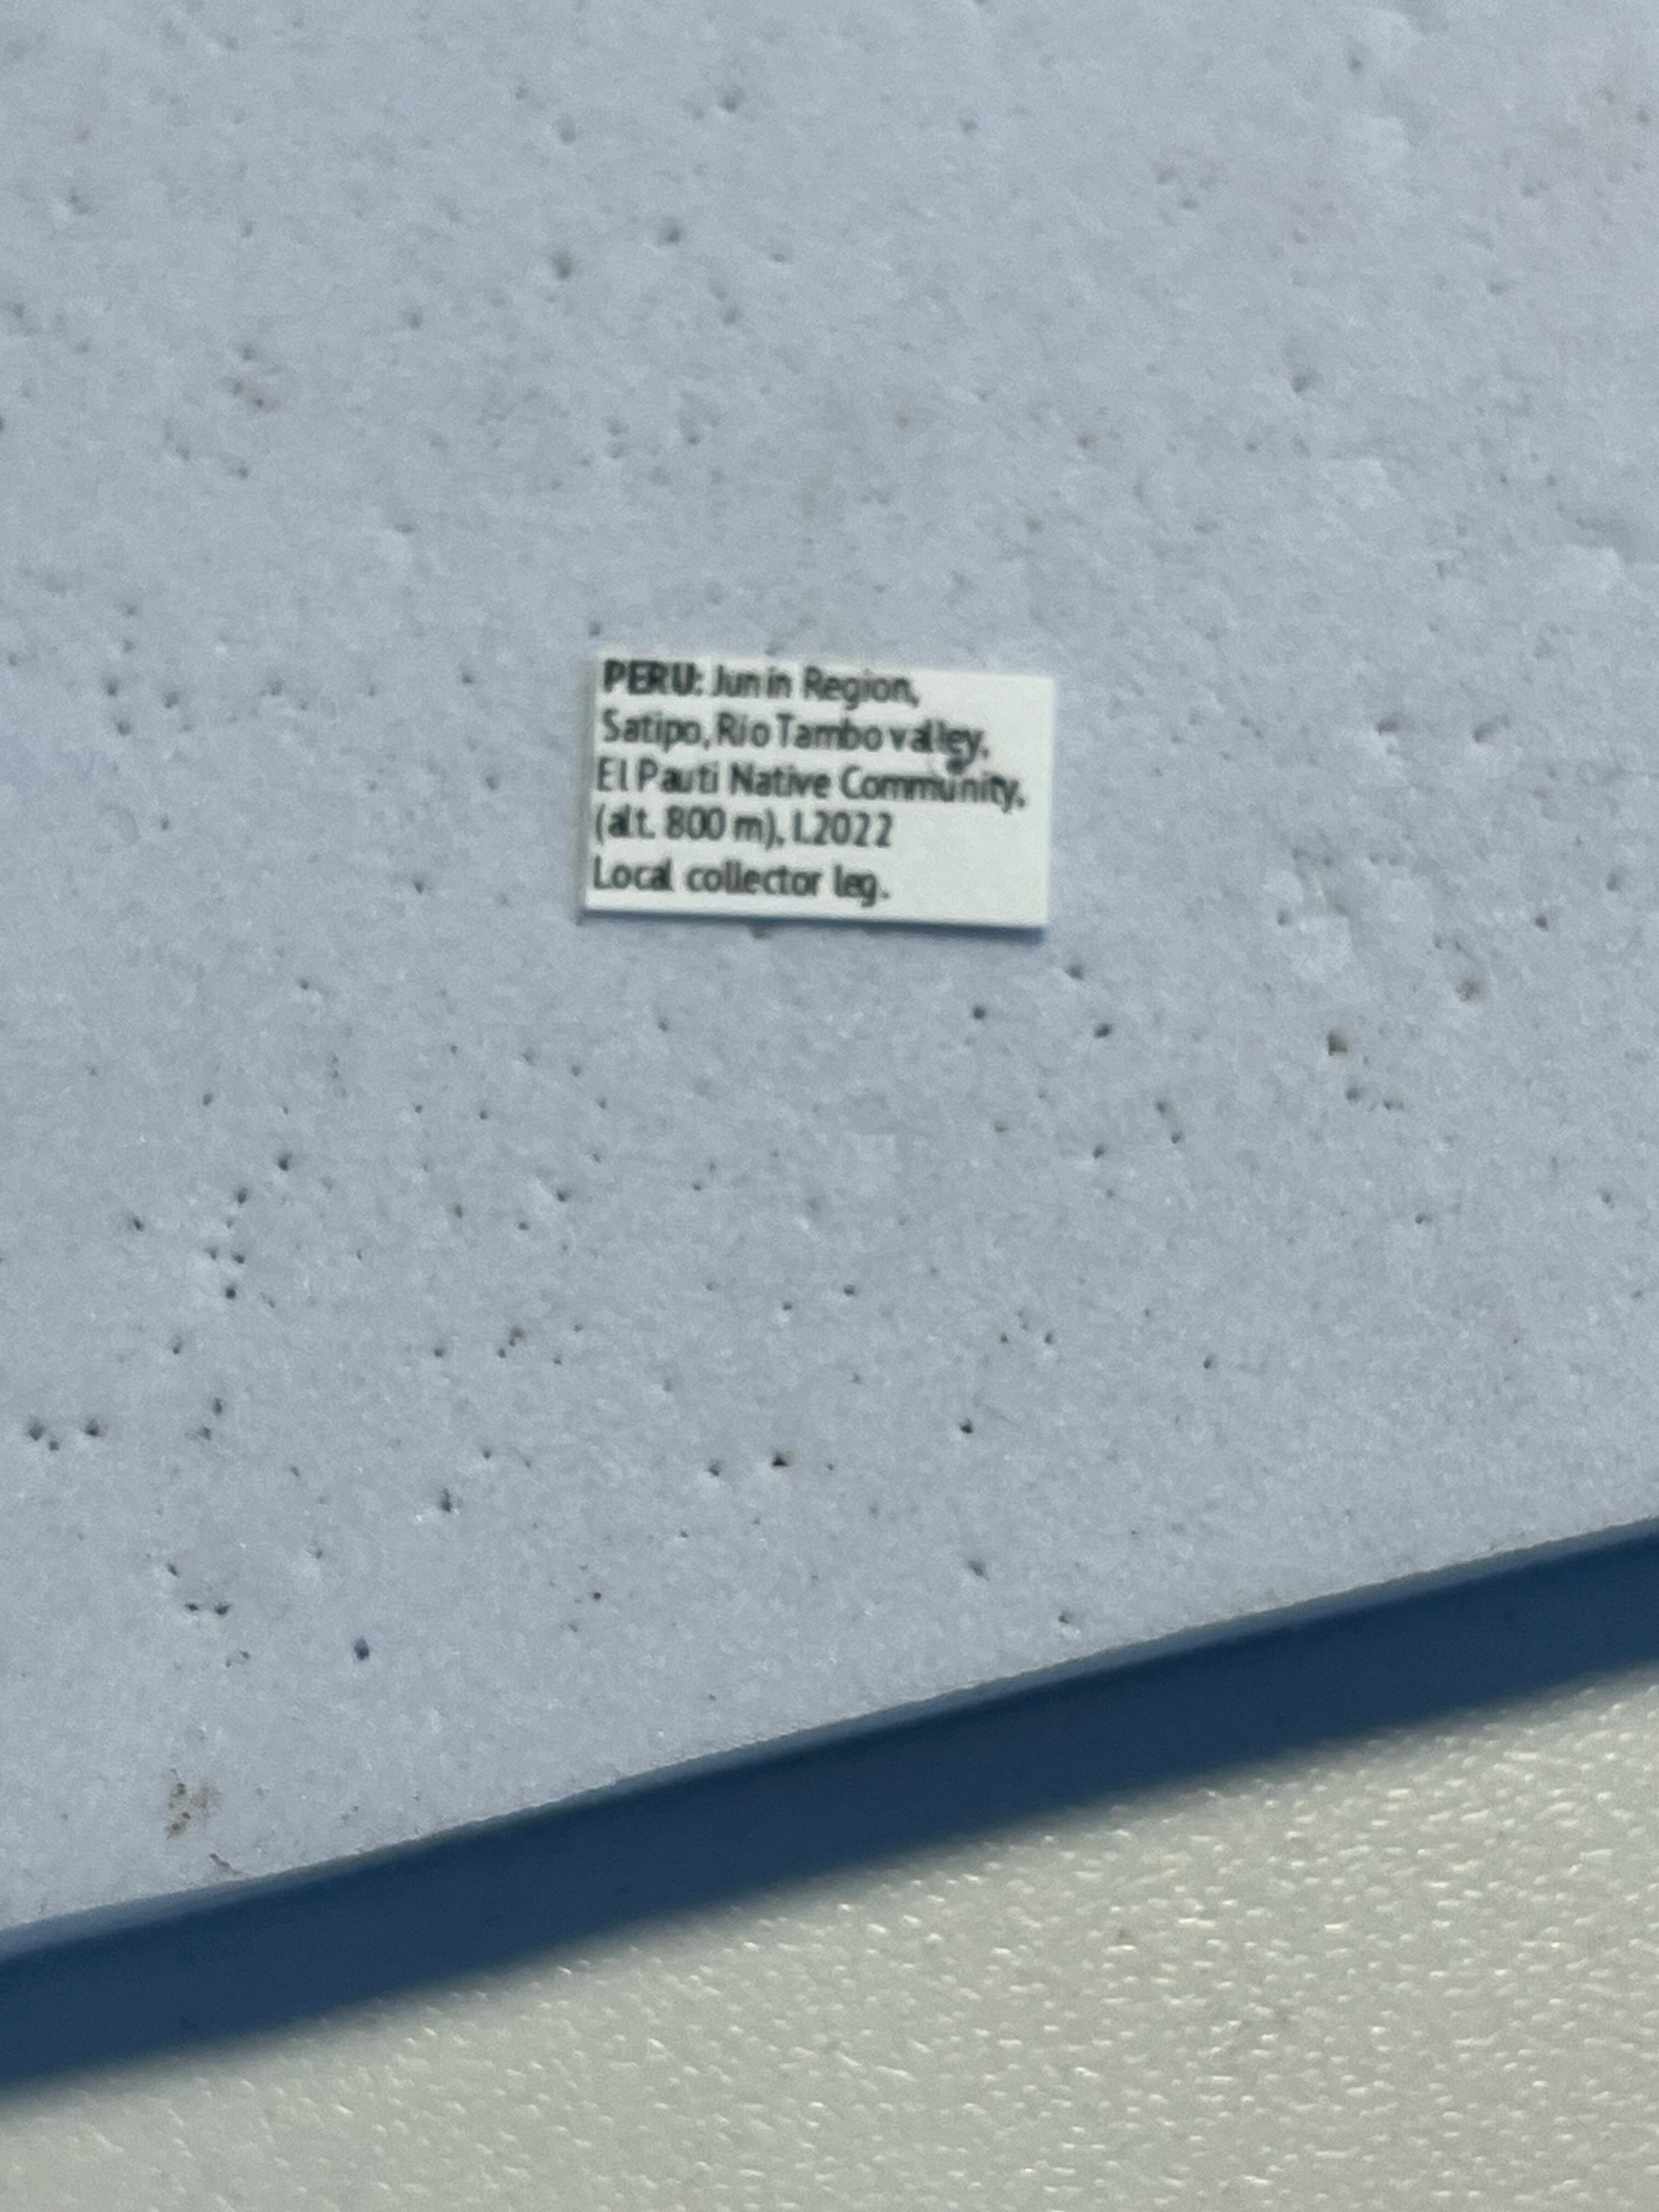 PERU: Junín Region,
Satipo, Río Tambo valley,
El Pauti Native Community,
(alt. 800 m), I.2022
Local collector leg.